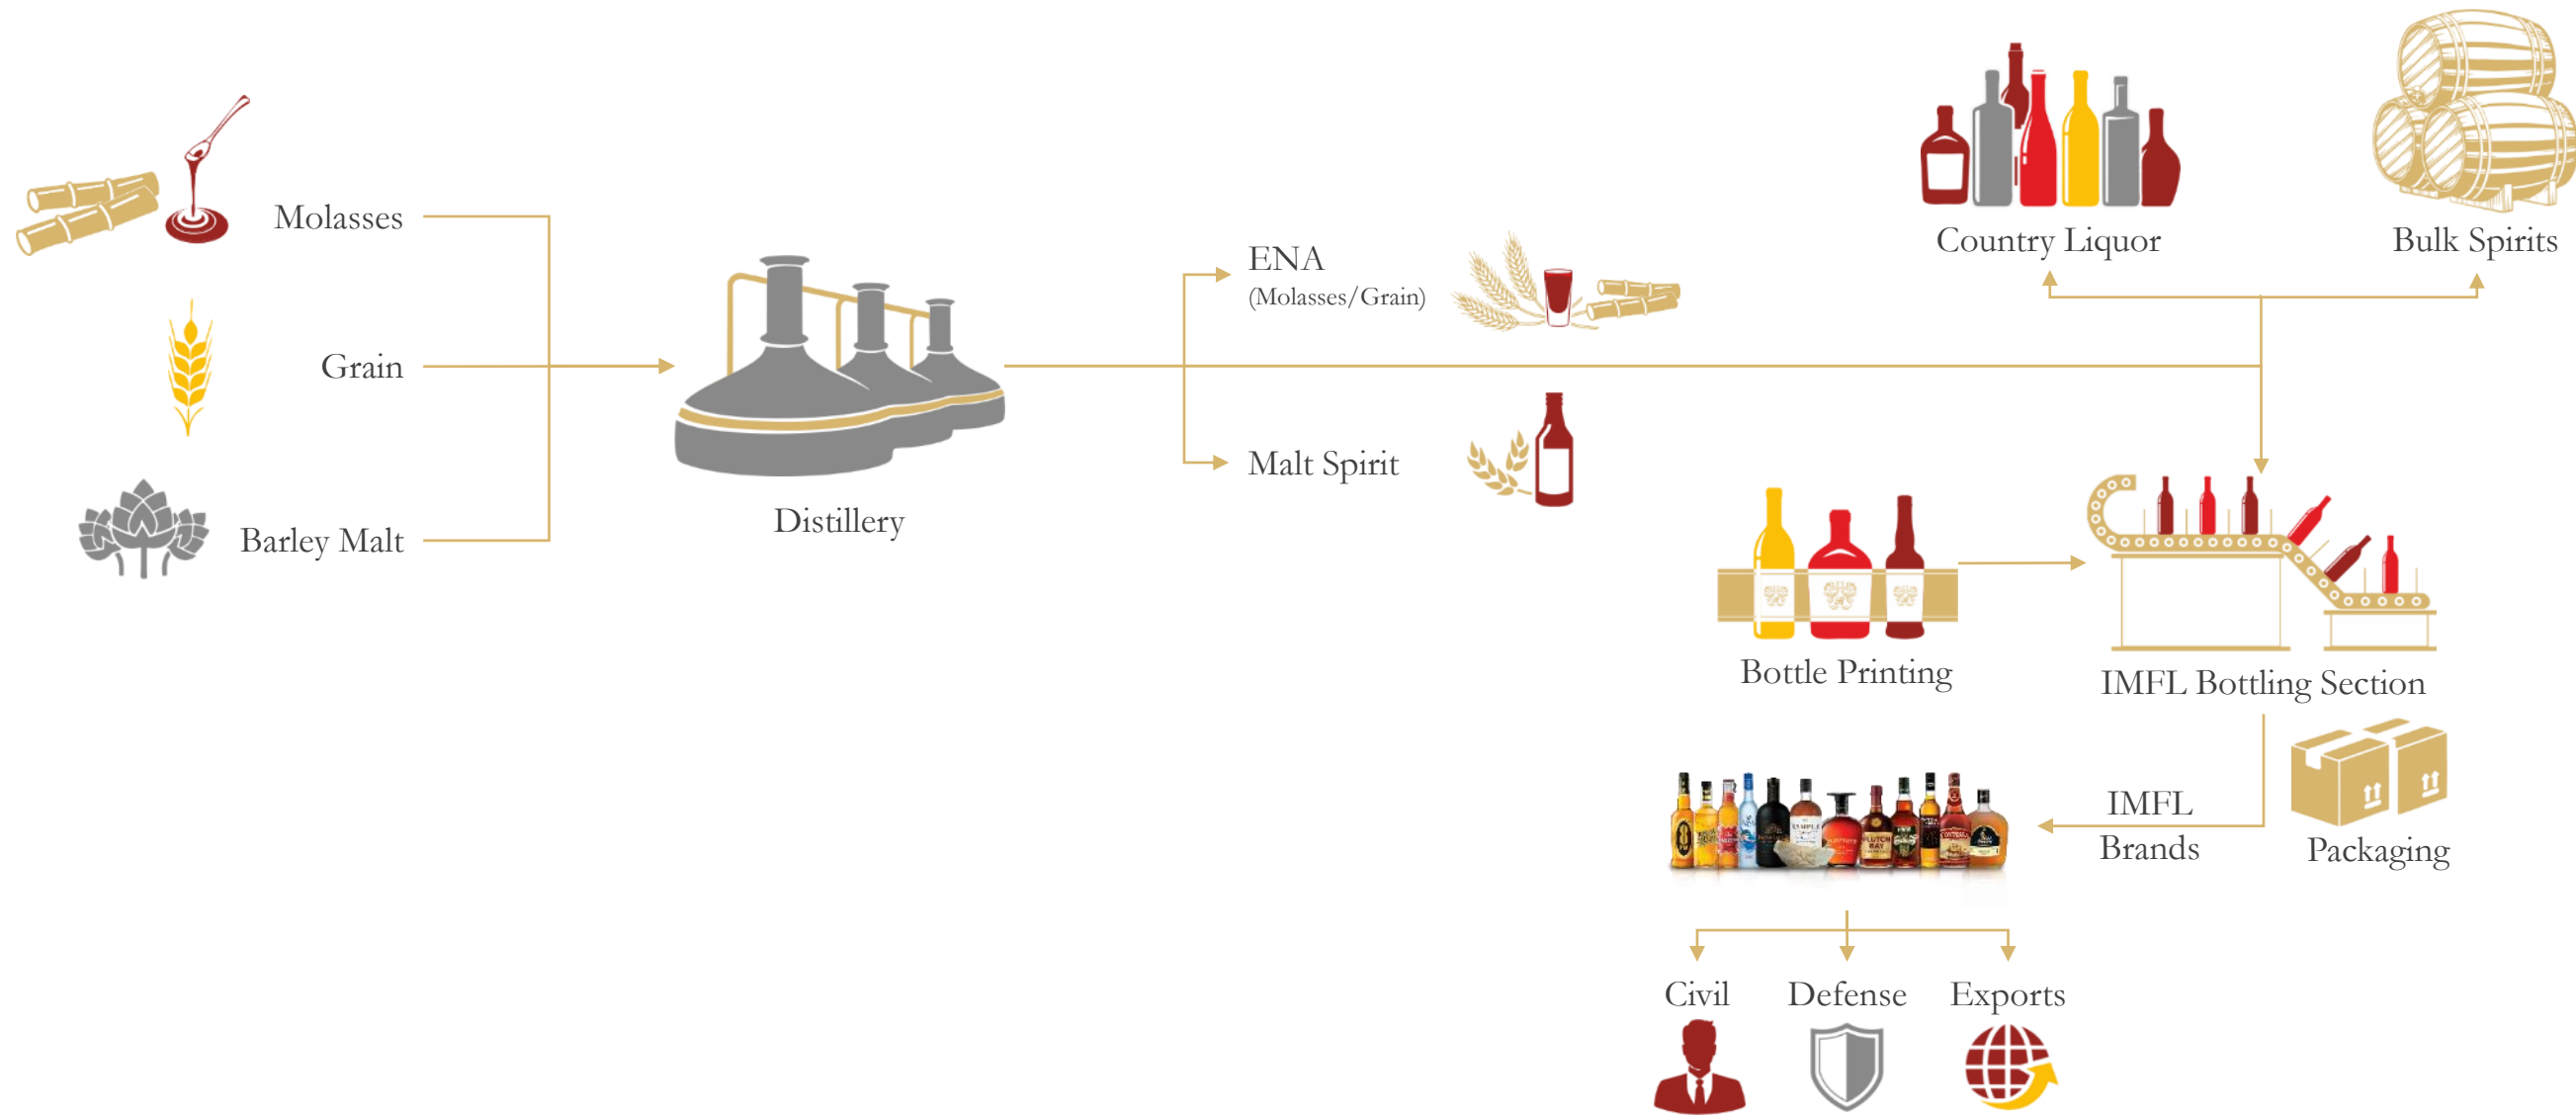 Molasses
Grain
Barley Malt
Distillery
ENA
(Molasses/Grain)
Malt Spirit
Country Liquor
Bulk Spirits
Bottle Printing
IMFL Bottling Section
IMFL
Brands
Packaging
Civil
Defense
Exports